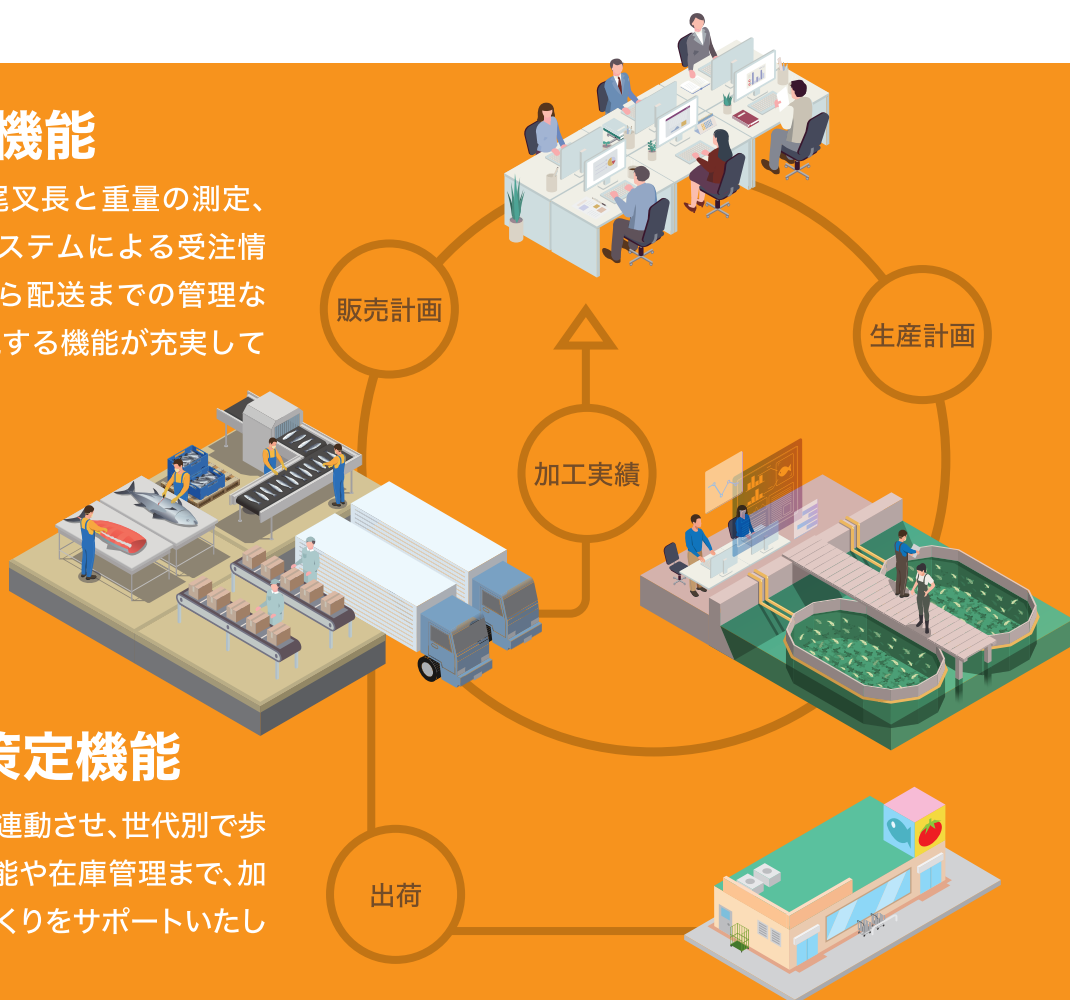 機能
尾叉長と重量の測定、
ステムによる受注情
ら配送までの管理な
する機能が充実して
販売計画
生産計画
加工実績
策定機能
連動させ、世代別で歩
能や在庫管理まで、加
くりをサポートいたし
出荷